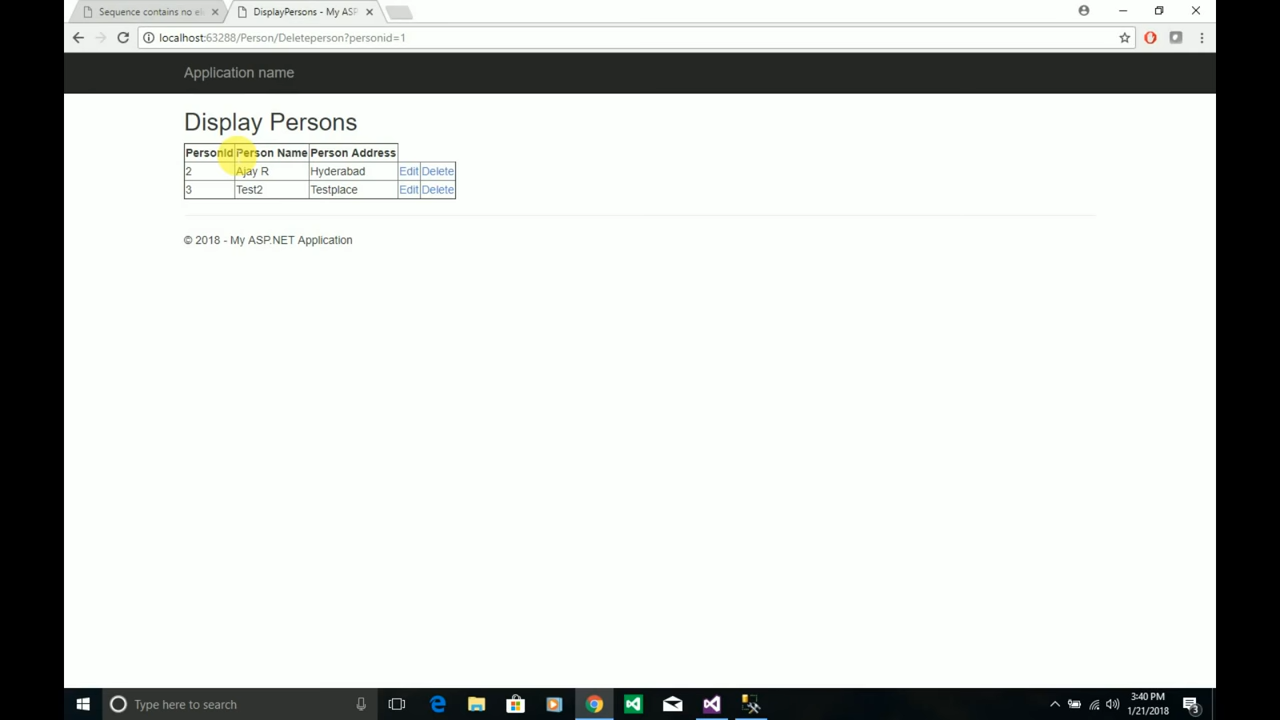 Sequence contains no el
DisplayPersons - My ASP
localhost:63288/Person/Deleteperson?personid=1
Application name
Display Persons
PersonId Person Name Person Address
2 Ajay R Hyderabad Edit Delete
3 Test2 Testplace Edit Delete
© 2018 - My ASP.NET Application
Type here to search
3:40 PM
1/21/2018
3